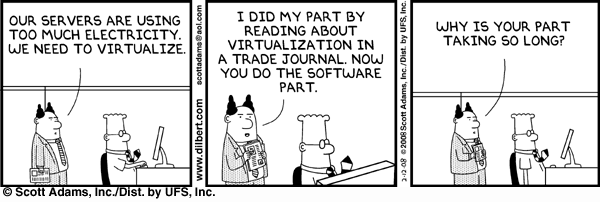 OUR SERVERS ARE USING
TOO MUCH ELECTRICITY.
WE NEED TO VIRTUALIZE.
I DID MY PART BY
READING ABOUT
VIRTUALIZATION IN
A TRADE JOURNAL. NOW
YOU DO THE SOFTWARE
PART.
WHY IS YOUR PART
TAKING SO LONG?
scottadams@aol.com
www.dilbert.com
2-12-08 © 2008 Scott Adams, Inc./Dist. by UFS, Inc.
© Scott Adams, Inc./Dist. by UFS, Inc.